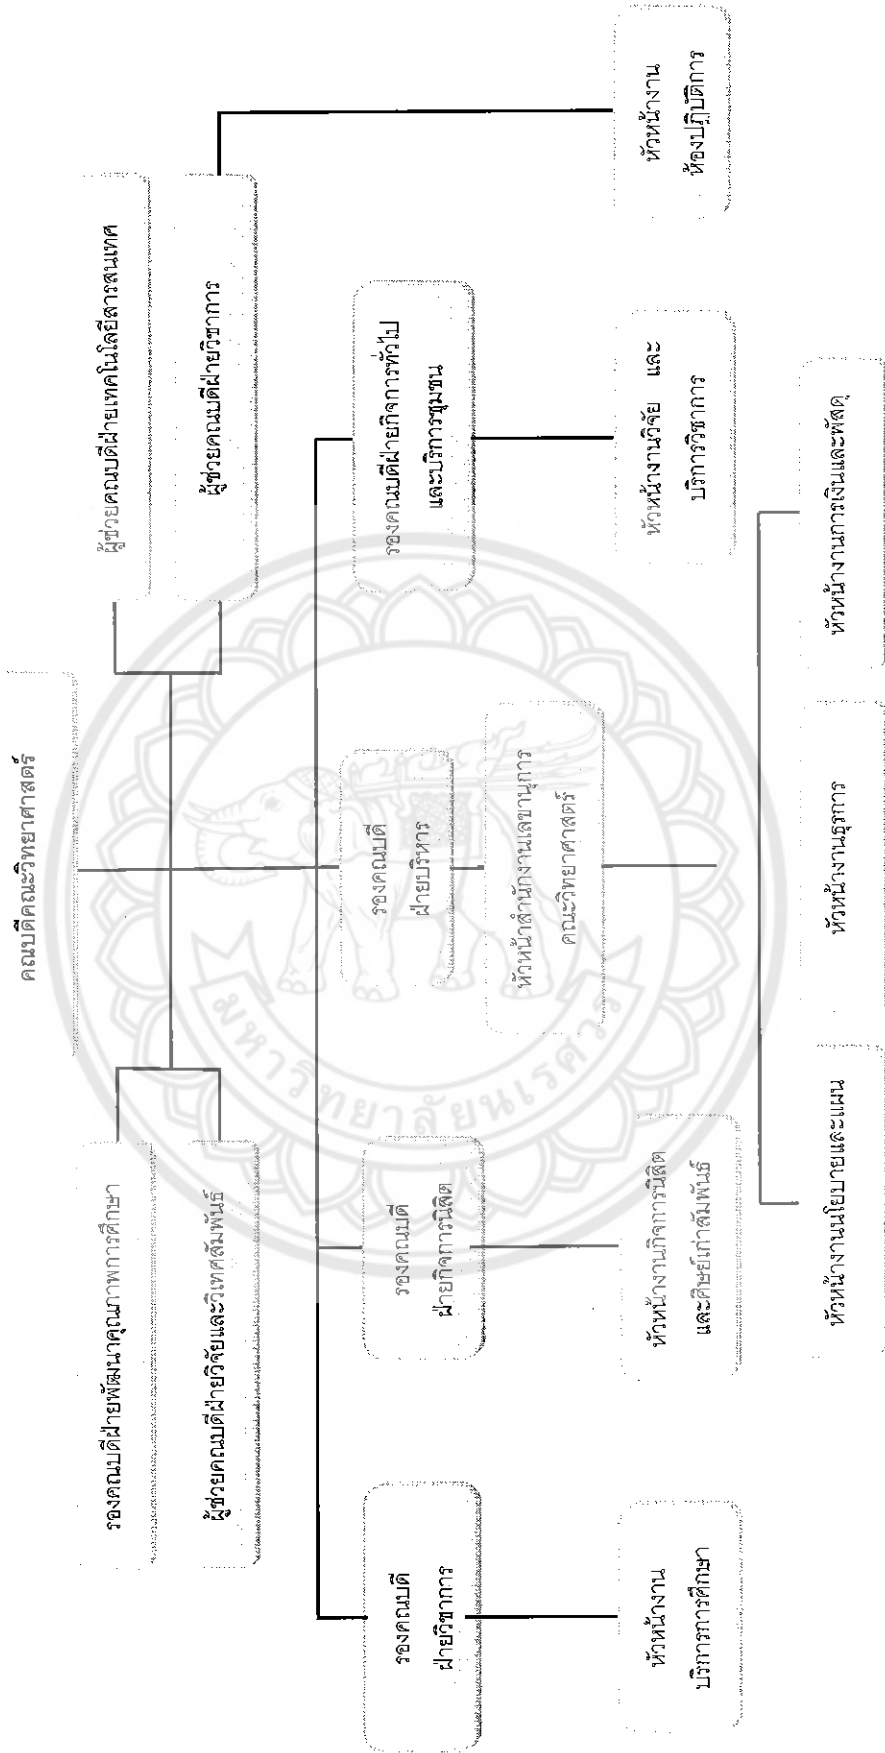 คณบดีคณะวิทยาศาสตร์
รองคณบดีฝ่ายพัฒนาคุณภาพการศึกษา
ผู้ช่วยคณบดีฝ่ายเทคโนโลยีสารสนเทศ
ผู้ช่วยคณบดีฝ่ายวิจัยและวิเทศสัมพันธ์
ผู้ช่วยคณบดีฝ่ายวิชาการ
รองคณบดี
ฝ่ายวิชาการ
รองคณบดี
ฝ่ายกิจการนิสิต
รองคณบดี
ฝ่ายบริหาร
รองคณบดีฝ่ายกิจการทั่วไป
และบริการชุมชน
หัวหน้าสำนักงานเลขานุการ
คณะวิทยาศาสตร์
หัวหน้างาน
บริการการศึกษา
หัวหน้างานกิจการนิสิต
และศิษย์เก่าสัมพันธ์
หัวหน้างานวิจัย และ
บริการวิชาการ
หัวหน้างาน
ห้องปฏิบัติการ
หัวหน้างานนโยบายและแผน
หัวหน้างานธุรการ
หัวหน้างานการเงินและพัสดุ
มหาวิทยาลัยนเรศวร